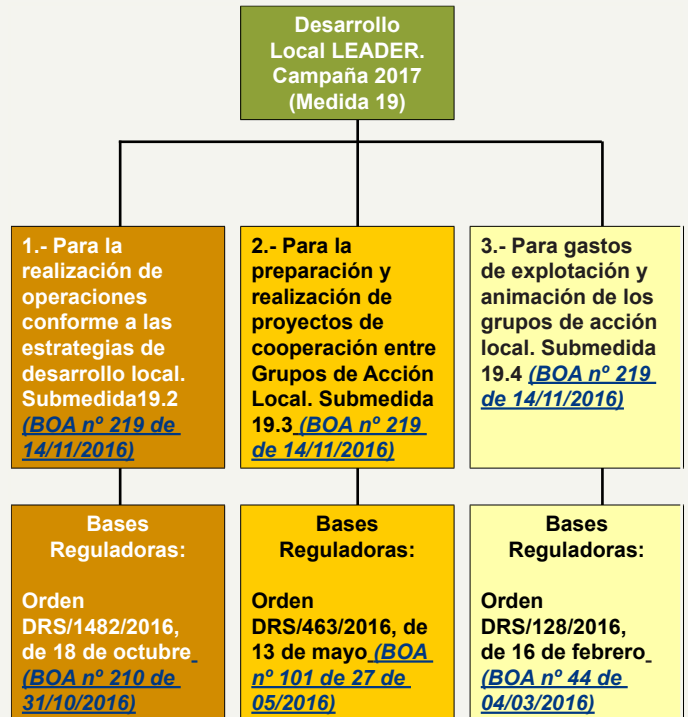 Desarrollo
Local LEADER.
Campaña 2017
(Medida 19)
1.- Para la
realización de
operaciones
conforme a las
estrategias de
desarrollo local.
Submedida19.2
(BOA nº 219 de
14/11/2016)
2.- Para la
preparación y
realización de
proyectos de
cooperación entre
Grupos de Acción
Local. Submedida
19.3 (BOA nº 219
de 14/11/2016)
3.- Para gastos
de explotación y
animación de los
grupos de acción
local. Submedida
19.4 (BOA nº 219
de 14/11/2016)
Bases
Reguladoras:
Orden
DRS/1482/2016,
de 18 de octubre
(BOA nº 210 de
31/10/2016)
Bases
Reguladoras:
Orden
DRS/463/2016, de
13 de mayo (BOA
nº 101 de 27 de
05/2016)
Bases
Reguladoras:
Orden
DRS/128/2016,
de 16 de febrero
(BOA nº 44 de
04/03/2016)